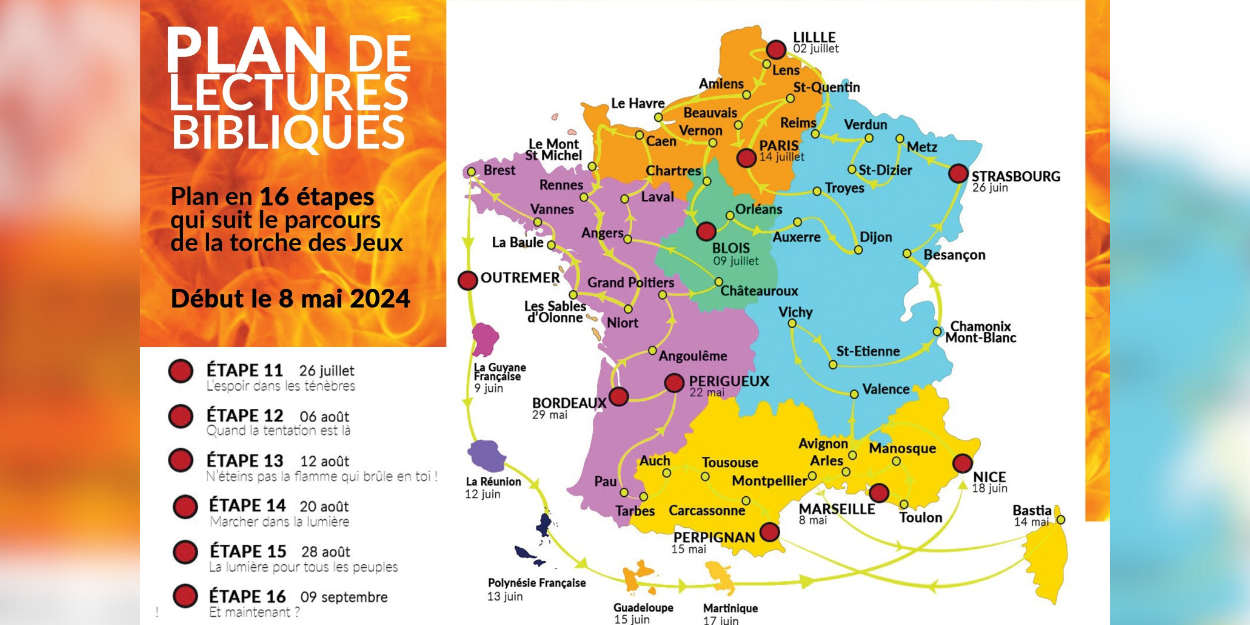 PLAN DE
LECTURES
BIBLIQUES
Plan en 16 étapes
qui suit le parcours
de la torche des Jeux
Début le 8 mai 2024
ÉTAPE 11 26 juillet
L'espoir dans les ténèbres
ÉTAPE 12 06 août
Quand la tentation est là
ÉTAPE 13 12 août
N'éteins pas la flamme qui brûle en toi !
ÉTAPE 14 20 août
Marcher dans la lumière
ÉTAPE 15 28 août
La lumière pour tous les peuples
ÉTAPE 16 09 septembre
! Et maintenant ?
LILLLE
02 juillet
Lens
Amiens
St-Quentin
Le Havre
Beauvais
Vernon
Reims
Verdun
Caen
Metz
Le Mont
St Michel
PARIS
14 juillet
Brest
Chartres
St-Dizier
STRASBOURG
26 juin
Rennes
Laval
Troyes
Vannes
Orléans
La Baule
Angers
Auxerre
Dijon
BLOIS
09 juillet
Besançon
OUTREMER
Grand Poitiers
Châteauroux
Les Sables
d'Olonne
Niort
Vichy
Chamonix
Mont-Blanc
La Guyane
Française
9 juin
Angoulême
St-Etienne
PERIGUEUX
22 mai
Valence
BORDEAUX
29 mai
Avignon
Manosque
La Réunion
12 juin
Auch
Tousouse
Arles
Pau
Montpellier
NICE
18 juin
Tarbes
Carcassonne
MARSEILLE
8 mai
Toulon
Bastia
14 mai
PERPIGNAN
15 mai
Polynésie Française
13 juin
Guadeloupe
15 juin
Martinique
17 juin